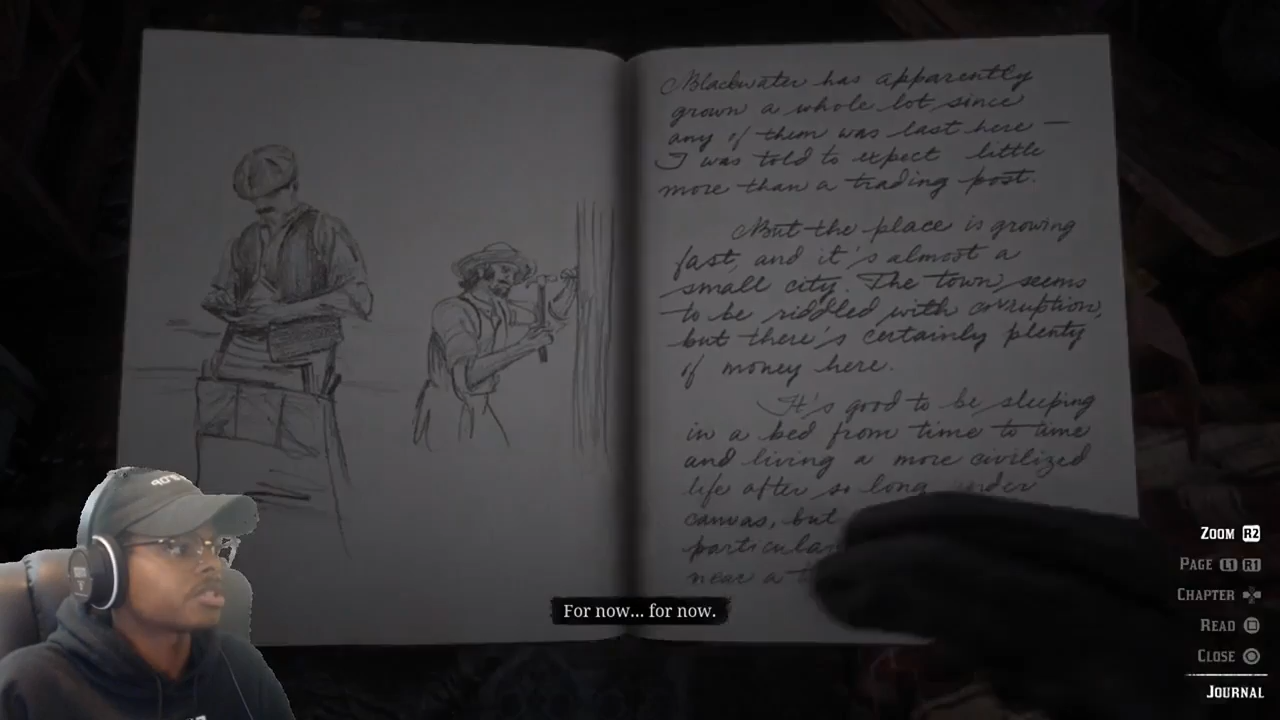 Blackwater has apparently
grown a whole lot since
any of them was last here —
I was told to expect little
more than a trading post.
But the place is growing
fast, and it's almost a
small city. The town seems
to be riddled with corruption,
but there's certainly plenty
of money here.
It's good to be sleeping
in a bed from time to time
and living a more civilized
life after so long under
canvas, but
near a
For now... for now.
ZOOM R2
PAGE L1 R1
CHAPTER
READ
CLOSE
JOURNAL